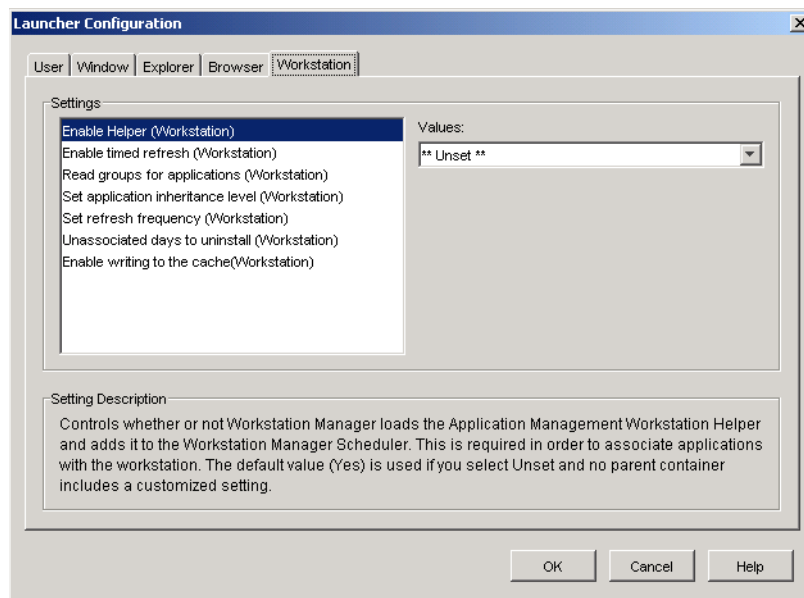 Launcher Configuration
User Window Explorer Browser Workstation
Settings
Enable Helper (Workstation)
Enable timed refresh (Workstation)
Read groups for applications (Workstation)
Set application inheritance level (Workstation)
Set refresh frequency (Workstation)
Unassociated days to uninstall (Workstation)
Enable writing to the cache(Workstation)
Values:
** Unset **
Setting Description
Controls whether or not Workstation Manager loads the Application Management Workstation Helper
and adds it to the Workstation Manager Scheduler. This is required in order to associate applications
with the workstation. The default value (Yes) is used if you select Unset and no parent container
includes a customized setting.
OK Cancel Help